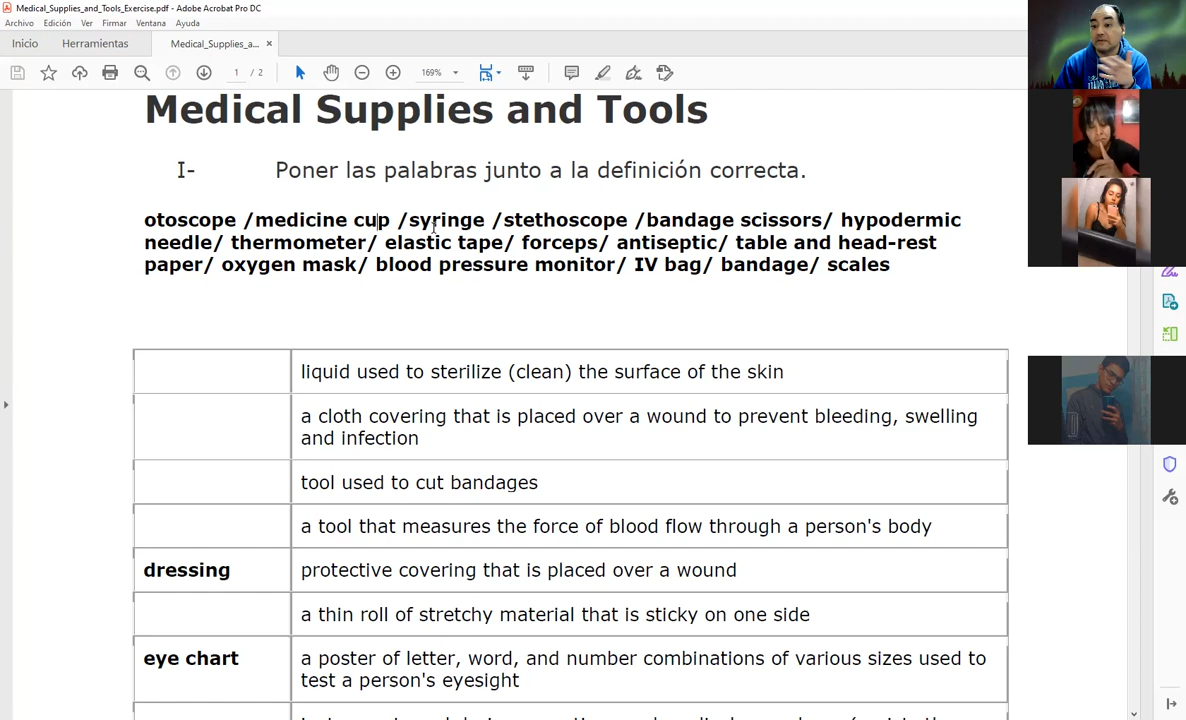 Medical_Supplies_and_Tools_Exercise.pdf - Adobe Acrobat Pro DC
Archivo Edición Ver Firmar Ventana Ayuda
Inicio Herramientas Medical_Supplies_a... ×
1 / 2 169%
Medical Supplies and Tools
I- Poner las palabras junto a la definición correcta.
otoscope /medicine cup /syringe /stethoscope /bandage scissors/ hypodermic
needle/ thermometer/ elastic tape/ forceps/ antiseptic/ table and head-rest
paper/ oxygen mask/ blood pressure monitor/ IV bag/ bandage/ scales
liquid used to sterilize (clean) the surface of the skin
a cloth covering that is placed over a wound to prevent bleeding, swelling
and infection
tool used to cut bandages
a tool that measures the force of blood flow through a person's body
dressing protective covering that is placed over a wound
a thin roll of stretchy material that is sticky on one side
eye chart a poster of letter, word, and number combinations of various sizes used to
test a person's eyesight